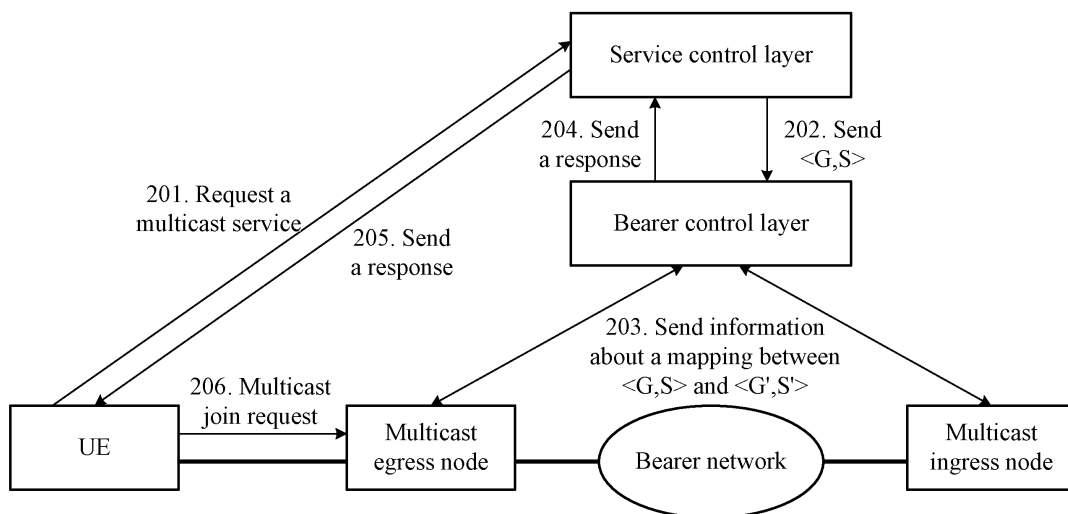 Service control layer
204. Send
a response
202. Send
<G,S>
201. Request a
multicast service
205. Send
a response
Bearer control layer
203. Send information
about a mapping between
<G,S> and <G',S'>
206. Multicast
join request
UE
Multicast
egress node
Bearer network
Multicast
ingress node